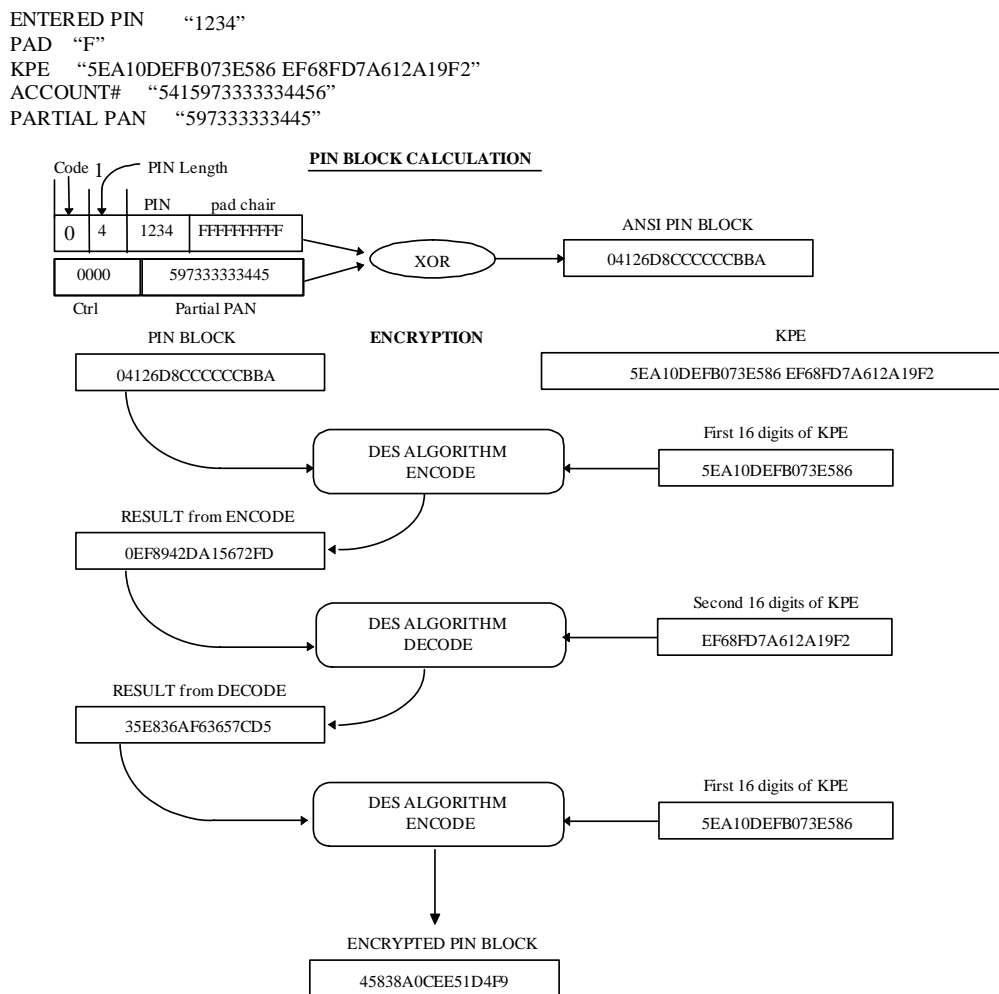 ENTERED PIN “1234”
PAD “F”
KPE “5EA10DEFB073E586 EF68FD7A612A19F2”
ACCOUNT# “5415973333334456”
PARTIAL PAN “597333333445”
PIN BLOCK CALCULATION
Code 1 PIN Length
PIN pad chair
0 4 1234 FFFFFFFFFF
0000 597333333445
Ctrl Partial PAN
XOR
ANSI PIN BLOCK
04126D8CCCCCCBBA
PIN BLOCK
04126D8CCCCCCBBA
ENCRYPTION
KPE
5EA10DEFB073E586 EF68FD7A612A19F2
DES ALGORITHM
ENCODE
First 16 digits of KPE
5EA10DEFB073E586
RESULT from ENCODE
0EF8942DA15672FD
DES ALGORITHM
DECODE
Second 16 digits of KPE
EF68FD7A612A19F2
RESULT from DECODE
35E836AF63657CD5
DES ALGORITHM
ENCODE
First 16 digits of KPE
5EA10DEFB073E586
ENCRYPTED PIN BLOCK
45838A0CEE51D4F9